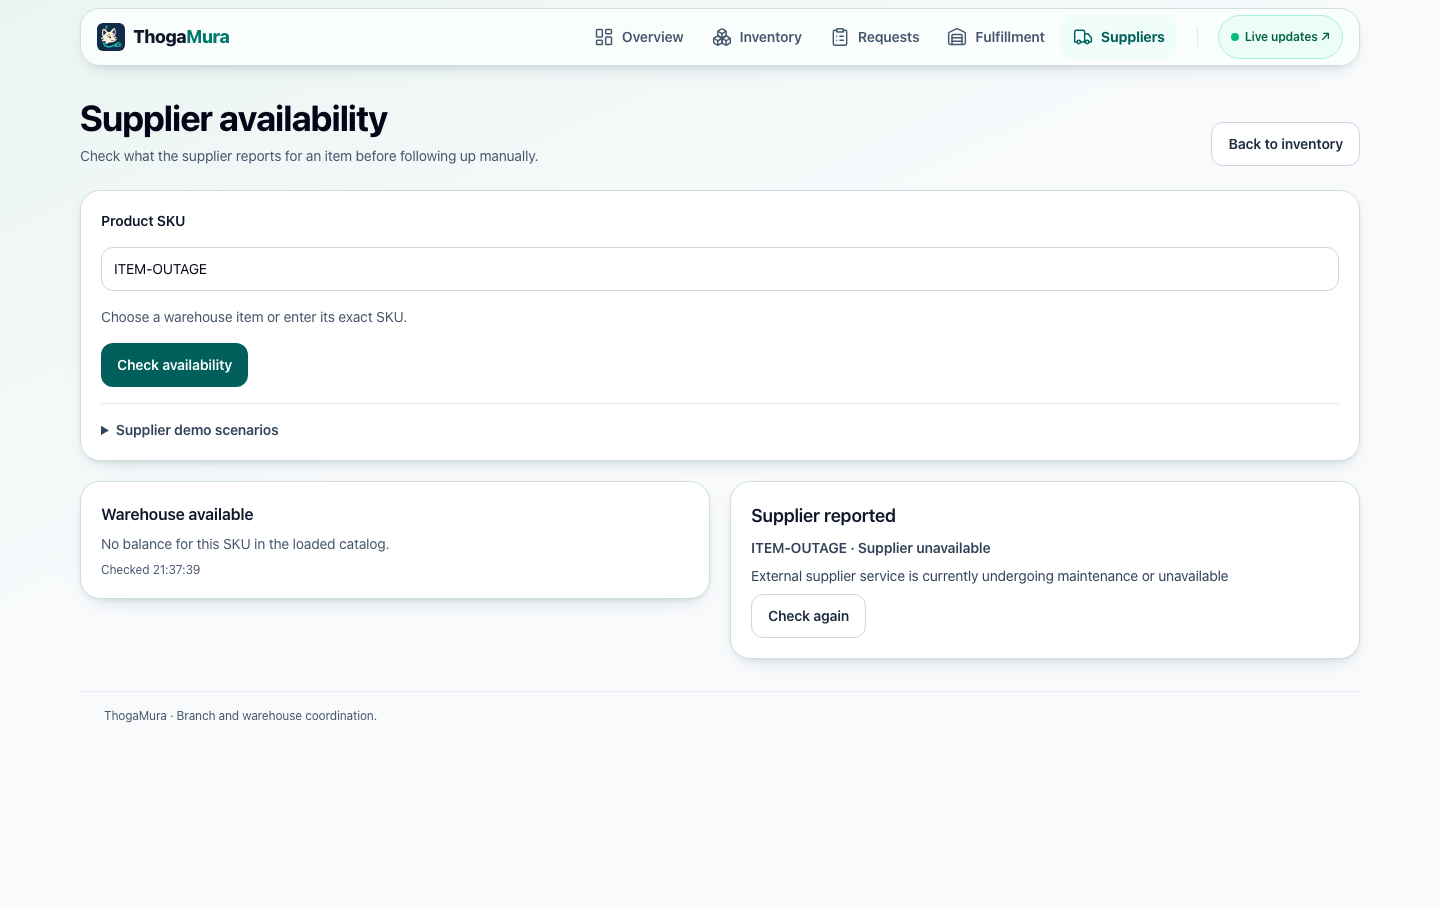 ThogaMura
Overview
Inventory
Requests
Fulfillment
Suppliers
Live updates ↗
Supplier availability
Check what the supplier reports for an item before following up manually.
Back to inventory
Product SKU
ITEM-OUTAGE
Choose a warehouse item or enter its exact SKU.
Check availability
Supplier demo scenarios
Warehouse available
No balance for this SKU in the loaded catalog.
Checked 21:37:39
Supplier reported
ITEM-OUTAGE · Supplier unavailable
External supplier service is currently undergoing maintenance or unavailable
Check again
ThogaMura · Branch and warehouse coordination.